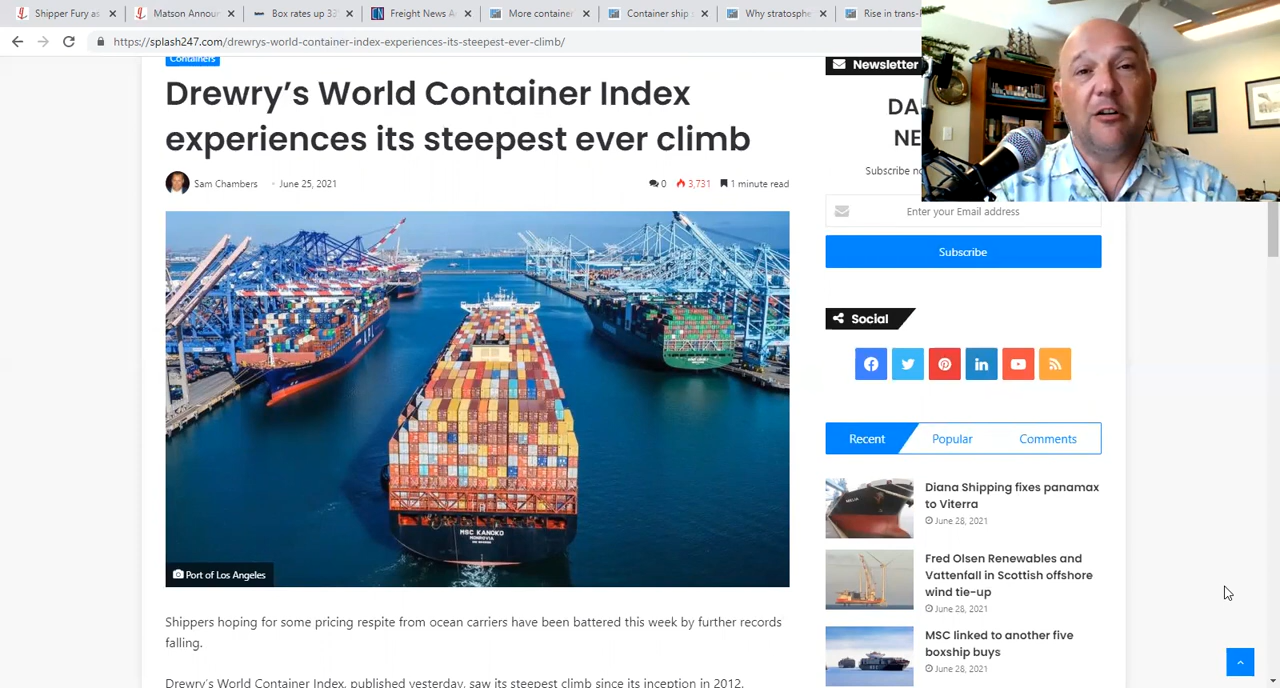 Shipper Fury as
Matson Announ
Box rates up 33
Freight News A
More container
Container ship s
Why stratosphe
Rise in trans-
https://splash247.com/drewrys-world-container-index-experiences-its-steepest-ever-climb/
Containers
Drewry's World Container Index
experiences its steepest ever climb
Sam Chambers
June 25, 2021
0
3,731
1 minute read
MSC KANOKO
MONROVIA
Port of Los Angeles
Shippers hoping for some pricing respite from ocean carriers have been battered this week by further records
falling.
Drewry's World Container Index, published yesterday, saw its steepest climb since its inception in 2012.
Newsletter
DA
NE
Subscribe no
Enter your Email address
Subscribe
Social
Recent
Popular
Comments
Diana Shipping fixes panamax
to Viterra
June 28, 2021
Fred Olsen Renewables and
Vattenfall in Scottish offshore
wind tie-up
June 28, 2021
MSC linked to another five
boxship buys
June 28, 2021